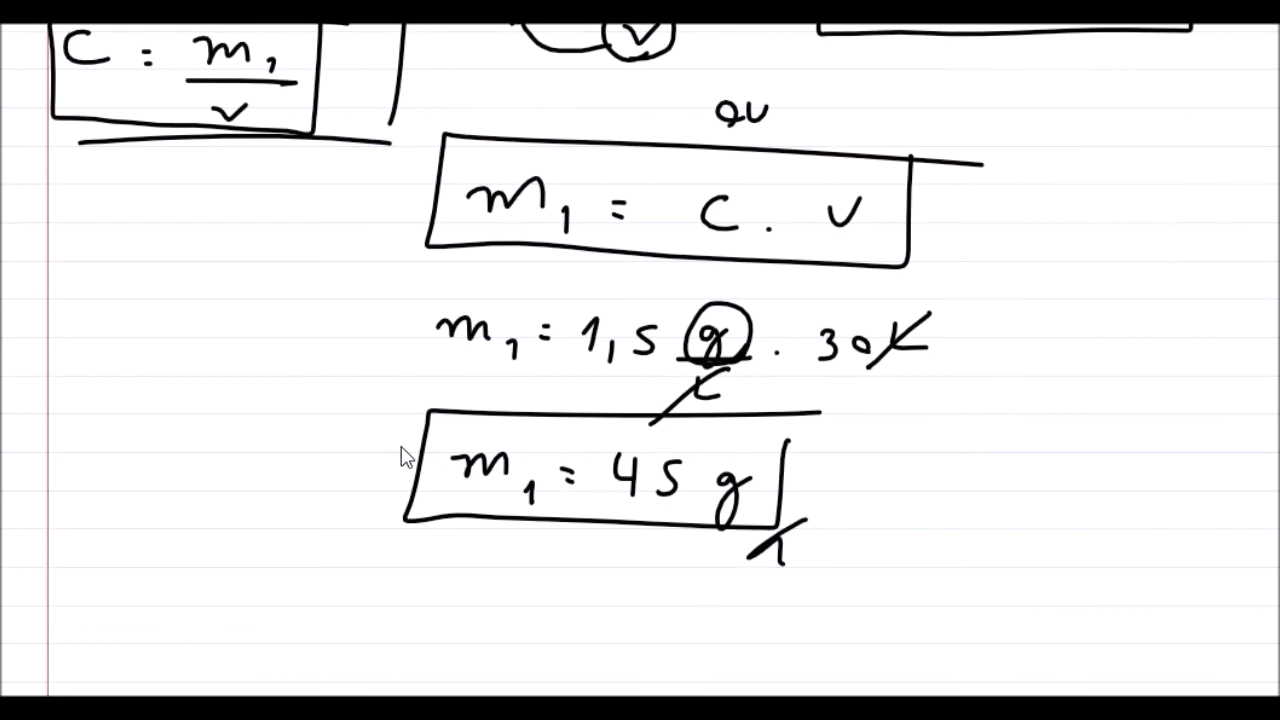 C = m₁ / v
v
ou
m₁ = C . v
m₁ = 1,5 g/L . 30 L
m₁ = 45 g